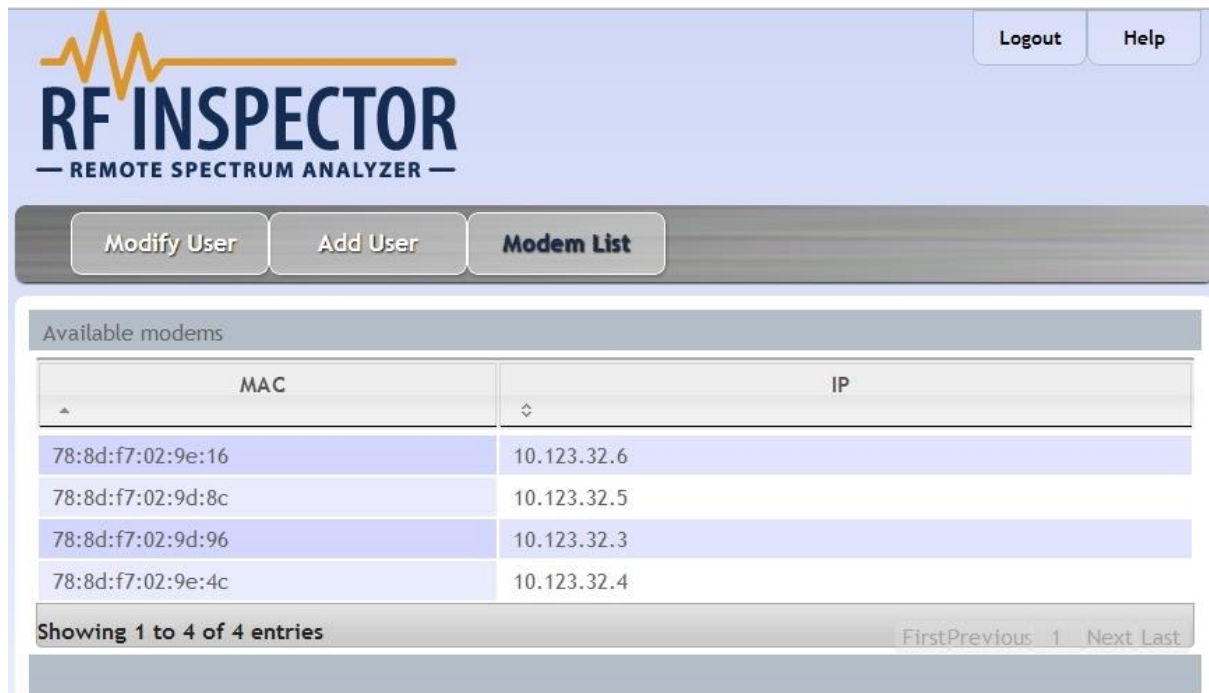 Logout Help
RF INSPECTOR
— REMOTE SPECTRUM ANALYZER —
Modify User Add User Modem List
Available modems
MAC IP
78:8d:f7:02:9e:16 10.123.32.6
78:8d:f7:02:9d:8c 10.123.32.5
78:8d:f7:02:9d:96 10.123.32.3
78:8d:f7:02:9e:4c 10.123.32.4
Showing 1 to 4 of 4 entries FirstPrevious 1 Next Last